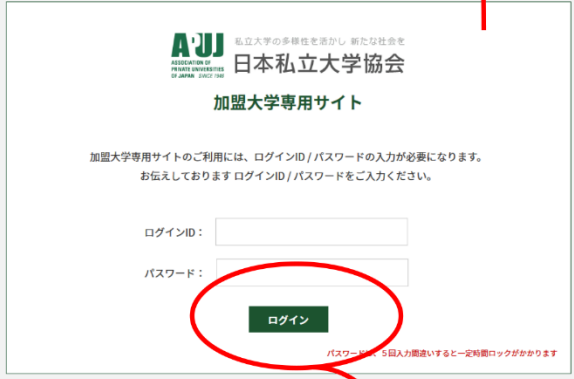 APUJ
ASSOCIATION OF
PRIVATE UNIVERSITIES
OF JAPAN SINCE 1946
私立大学の多様性を活かし 新たな社会を
日本私立大学協会
加盟大学専用サイト
加盟大学専用サイトのご利用には、ログインID / パスワードの入力が必要になります。
お伝えしております ログインID / パスワードをご入力ください。
ログインID：
パスワード：
ログイン
パスワード、5回入力間違いすると一定時間ロックがかかります